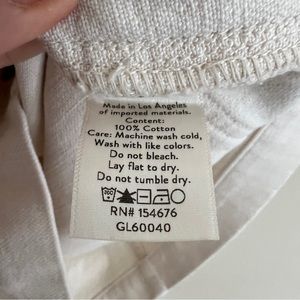 Made in Los Angeles
of imported materials.
Content:
100% Cotton
Care: Machine wash cold,
Wash with like colors.
Do not bleach.
Lay flat to dry.
Do not tumble dry.
RN# 154676
GL60040